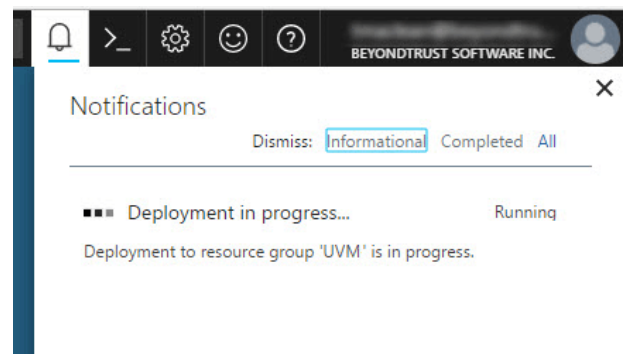 >_
BEYONDTRUST SOFTWARE INC.
Notifications
Dismiss: Informational Completed All
Deployment in progress... Running
Deployment to resource group 'UVM' is in progress.